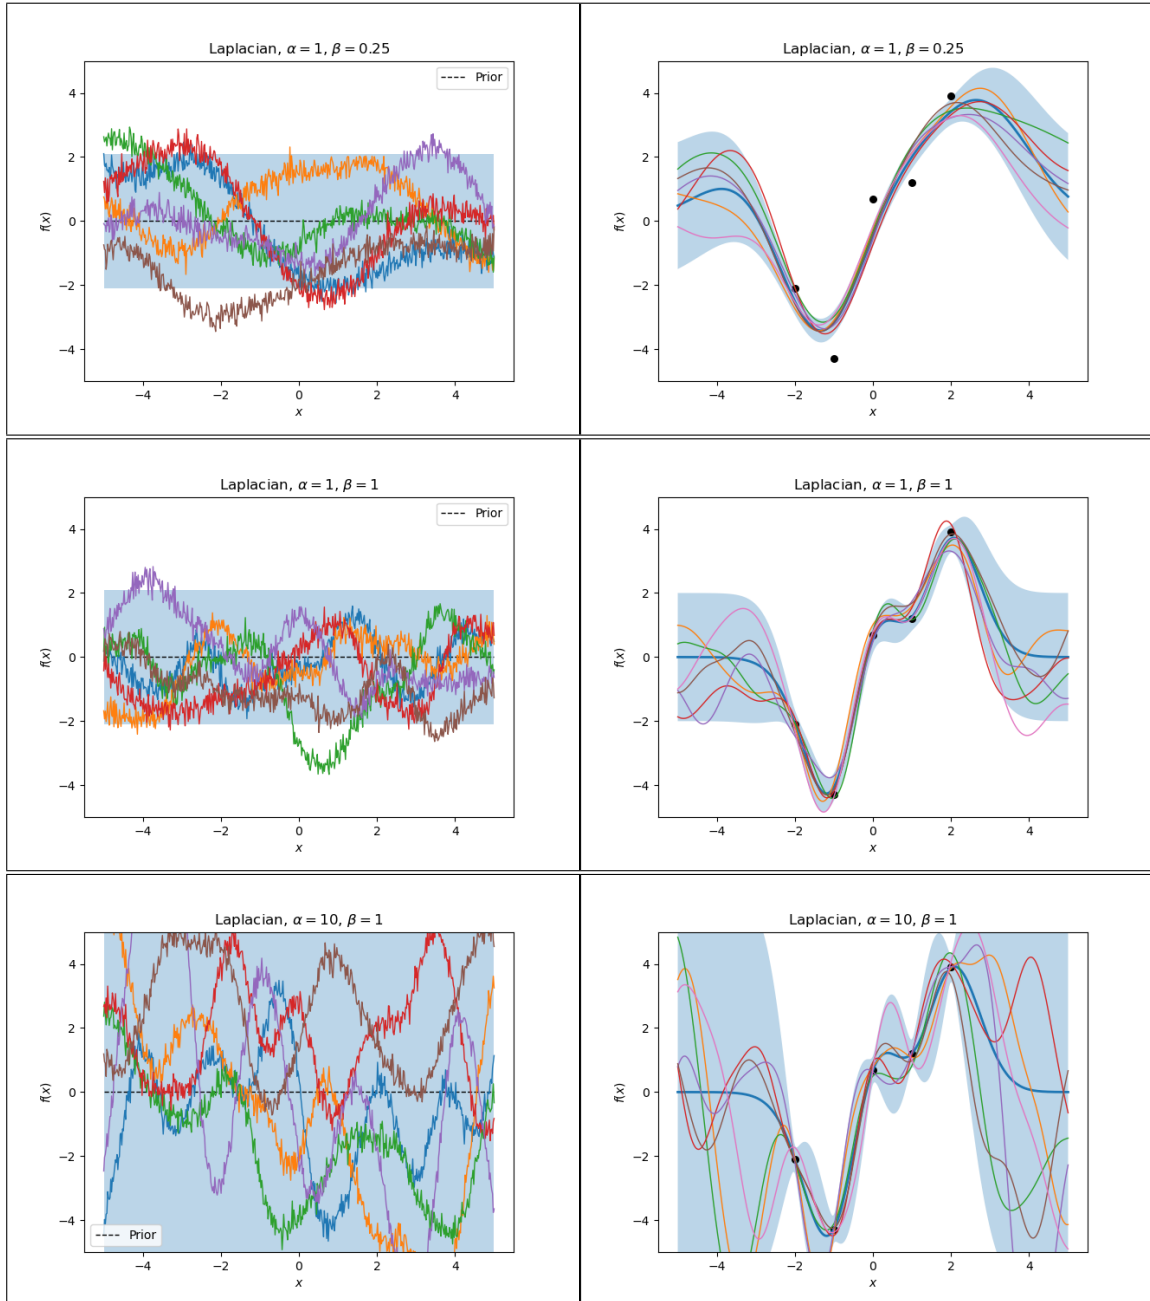 Laplacian, α = 1, β = 0.25
Prior
f(x)
4
2
0
−2
−4
−4 −2 0 2 4
x
Laplacian, α = 1, β = 0.25
f(x)
4
2
0
−2
−4
−4 −2 0 2 4
x
Laplacian, α = 1, β = 1
Prior
f(x)
4
2
0
−2
−4
−4 −2 0 2 4
x
Laplacian, α = 1, β = 1
f(x)
4
2
0
−2
−4
−4 −2 0 2 4
x
Laplacian, α = 10, β = 1
f(x)
4
2
0
−2
−4
Prior
−4 −2 0 2 4
x
Laplacian, α = 10, β = 1
f(x)
4
2
0
−2
−4
−4 −2 0 2 4
x